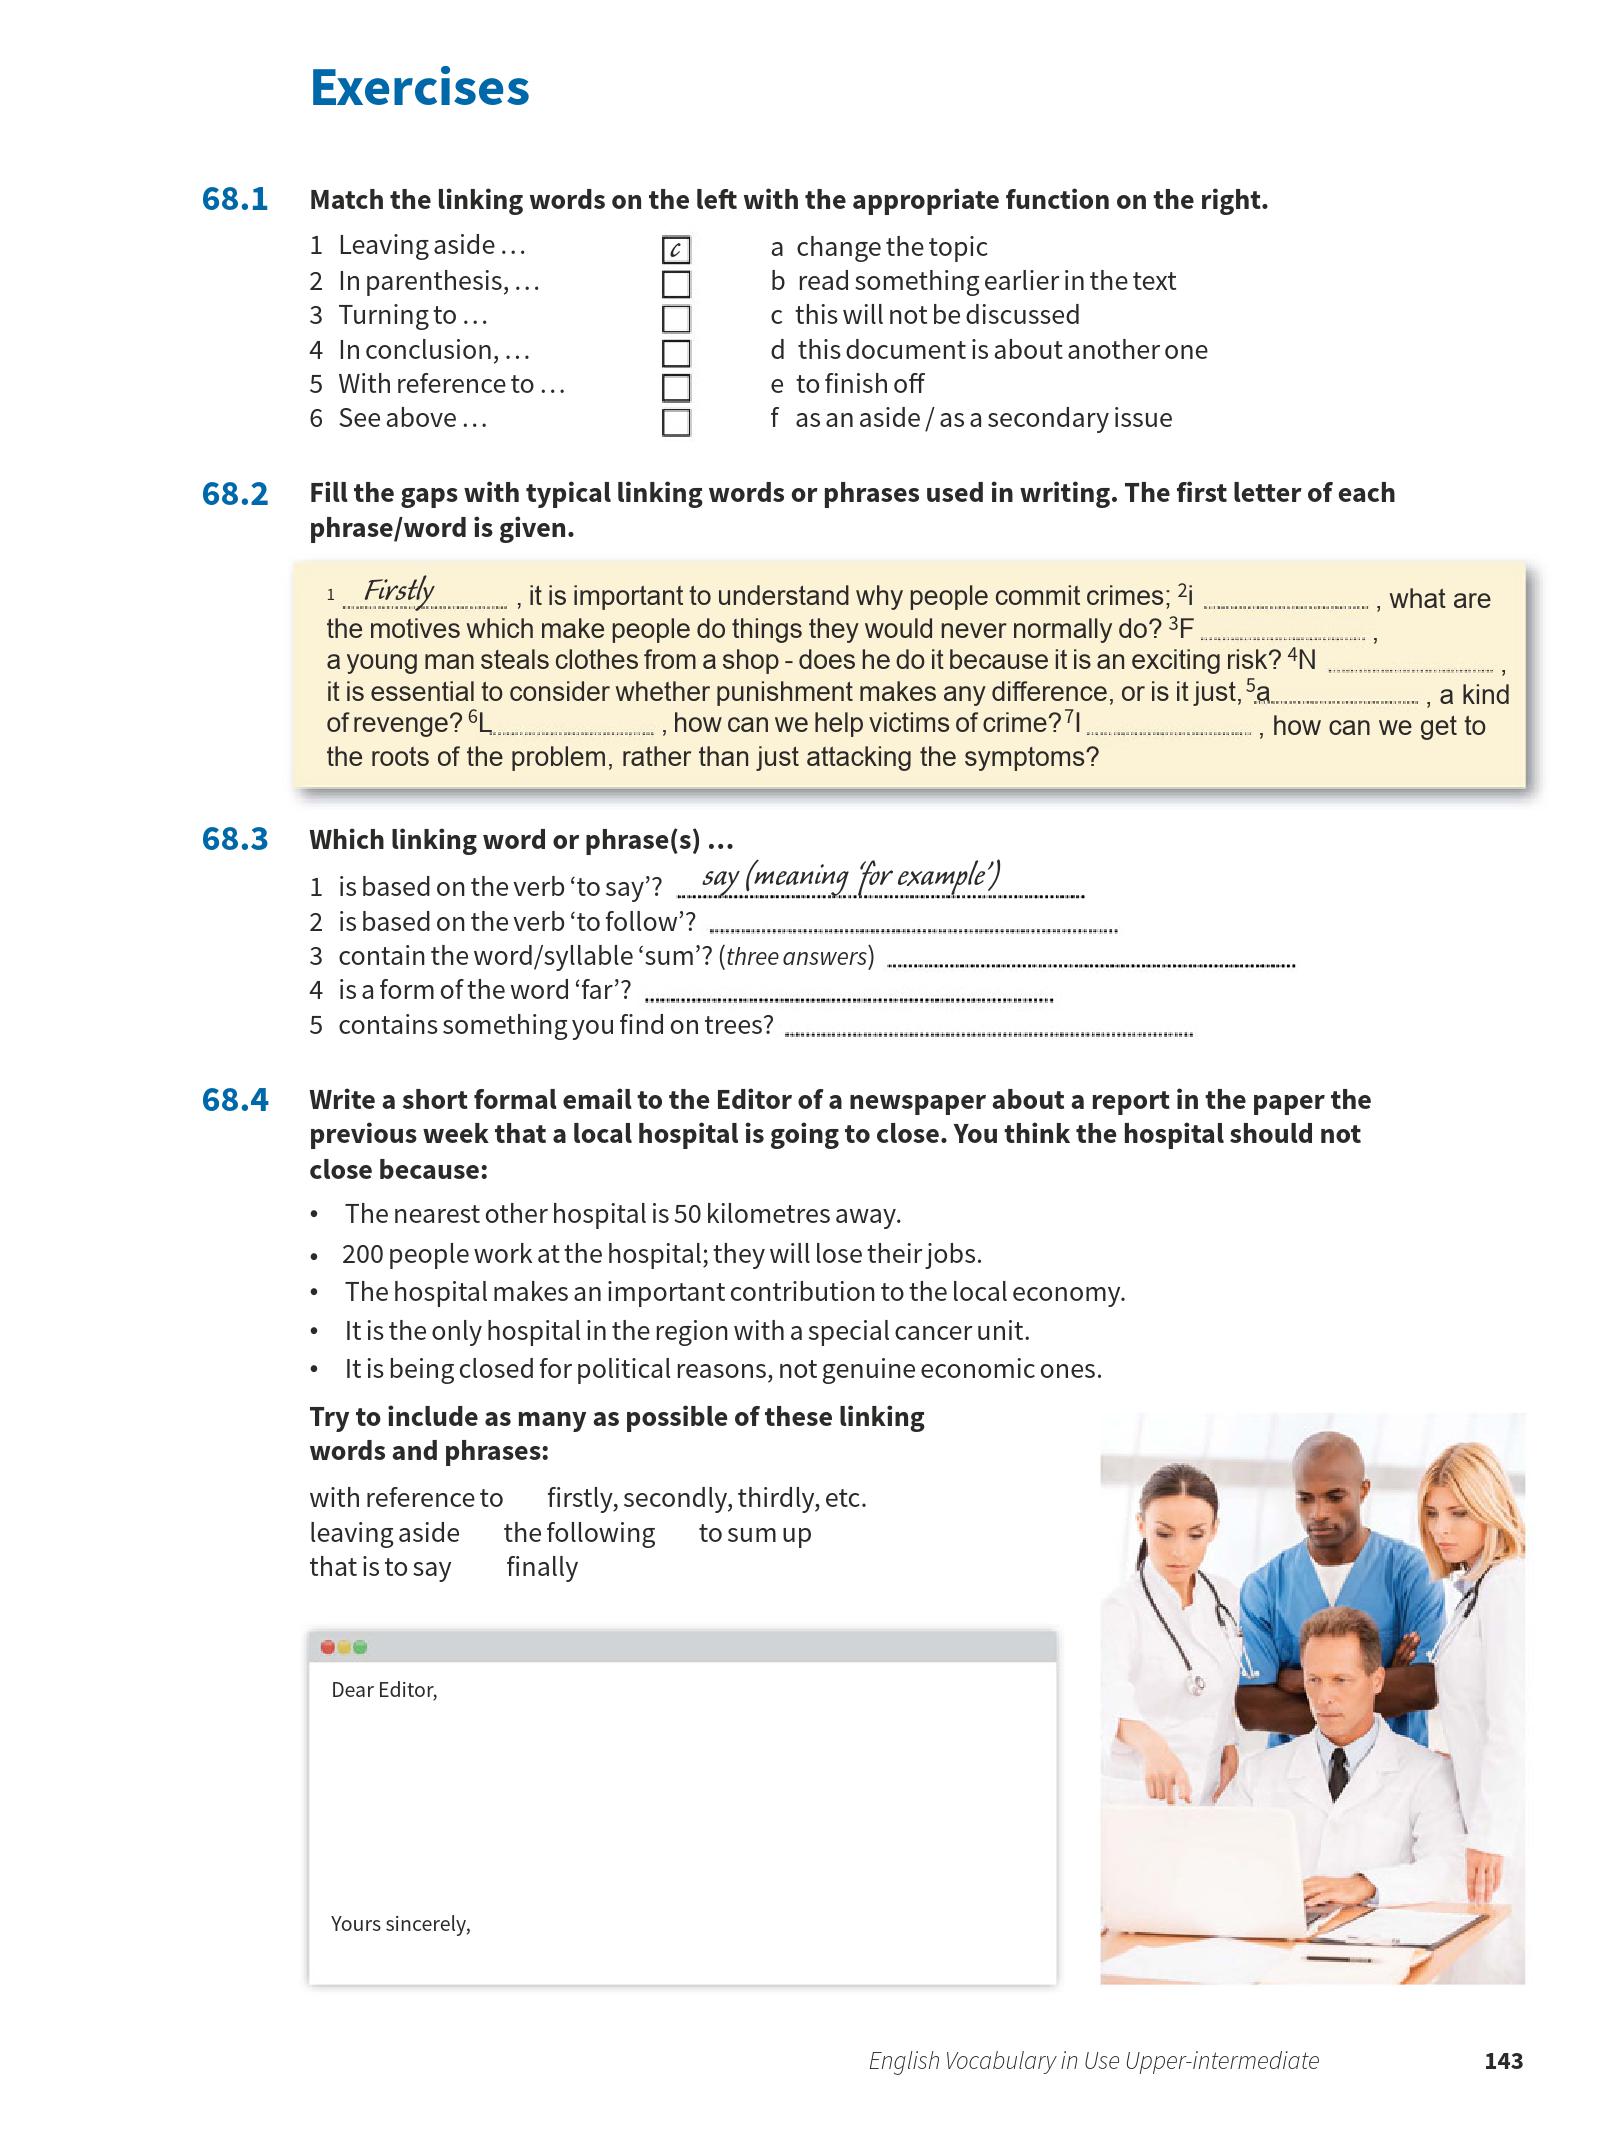 Exercises
68.1 Match the linking words on the left with the appropriate function on the right.
1 Leaving aside … c a change the topic
2 In parenthesis, … b read something earlier in the text
3 Turning to … c this will not be discussed
4 In conclusion, … d this document is about another one
5 With reference to … e to finish off
6 See above … f as an aside / as a secondary issue
68.2 Fill the gaps with typical linking words or phrases used in writing. The first letter of each
phrase/word is given.
1 Firstly , it is important to understand why people commit crimes; 2i , what are
the motives which make people do things they would never normally do? 3F ,
a young man steals clothes from a shop - does he do it because it is an exciting risk? 4N ,
it is essential to consider whether punishment makes any difference, or is it just, 5a , a kind
of revenge? 6L , how can we help victims of crime? 7I , how can we get to
the roots of the problem, rather than just attacking the symptoms?
68.3 Which linking word or phrase(s) …
1 is based on the verb ‘to say’? say (meaning ‘for example’)
2 is based on the verb ‘to follow’?
3 contain the word/syllable ‘sum’? (three answers)
4 is a form of the word ‘far’?
5 contains something you find on trees?
68.4 Write a short formal email to the Editor of a newspaper about a report in the paper the
previous week that a local hospital is going to close. You think the hospital should not
close because:
• The nearest other hospital is 50 kilometres away.
• 200 people work at the hospital; they will lose their jobs.
• The hospital makes an important contribution to the local economy.
• It is the only hospital in the region with a special cancer unit.
• It is being closed for political reasons, not genuine economic ones.
Try to include as many as possible of these linking
words and phrases:
with reference to firstly, secondly, thirdly, etc.
leaving aside the following to sum up
that is to say finally
Dear Editor,
Yours sincerely,
English Vocabulary in Use Upper-intermediate 143